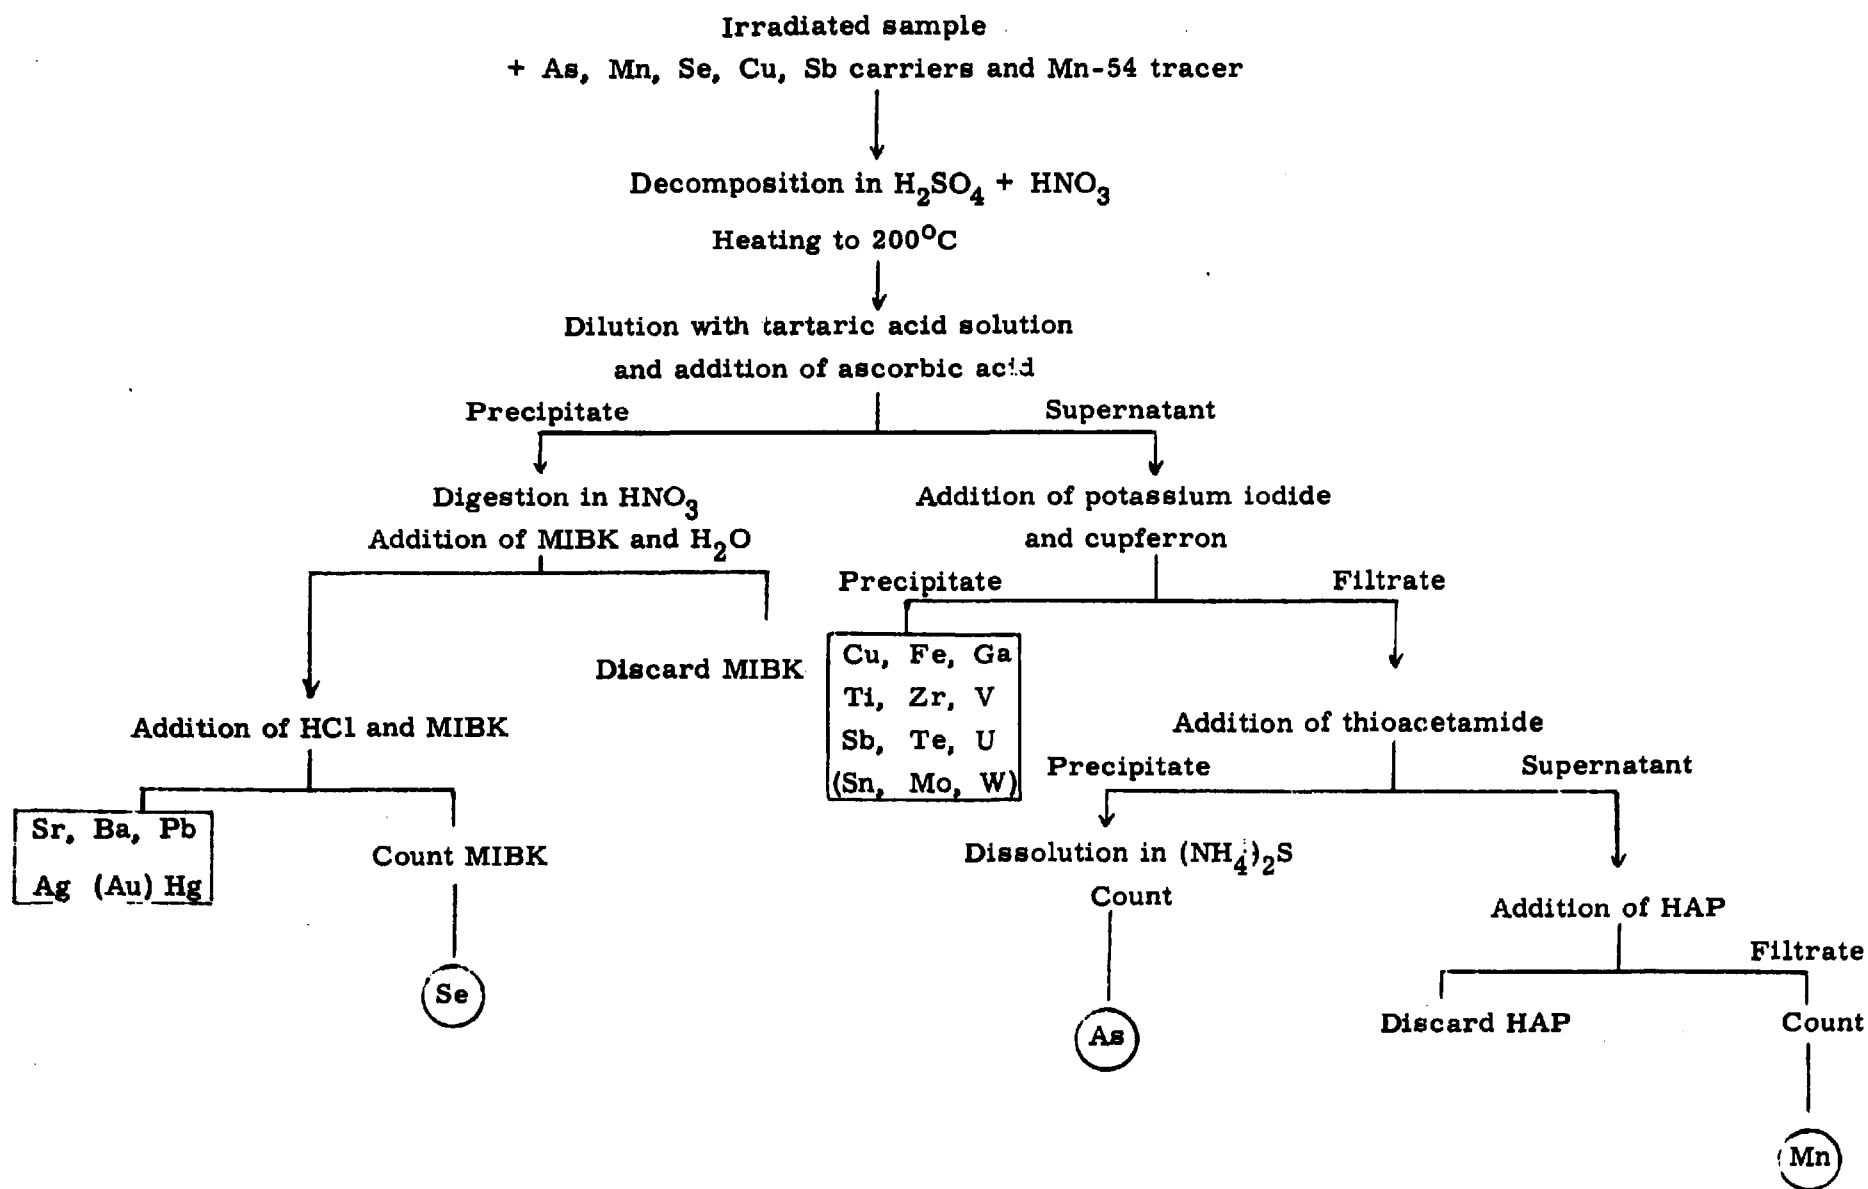 Irradiated sample
+ As, Mn, Se, Cu, Sb carriers and Mn-54 tracer
Decomposition in H₂SO₄ + HNO₃
Heating to 200°C
Dilution with tartaric acid solution
and addition of ascorbic acid
Precipitate
Supernatant
Digestion in HNO₃
Addition of MIBK and H₂O
Addition of potassium iodide
and cupferron
Precipitate
Filtrate
Discard MIBK
Cu, Fe, Ga
Ti, Zr, V
Sb, Te, U
(Sn, Mo, W)
Addition of HCl and MIBK
Addition of thioacetamide
Precipitate
Supernatant
Sr, Ba, Pb
Ag (Au) Hg
Count MIBK
Se
Dissolution in (NH₄)₂S
Count
As
Addition of HAP
Filtrate
Discard HAP
Count
Mn